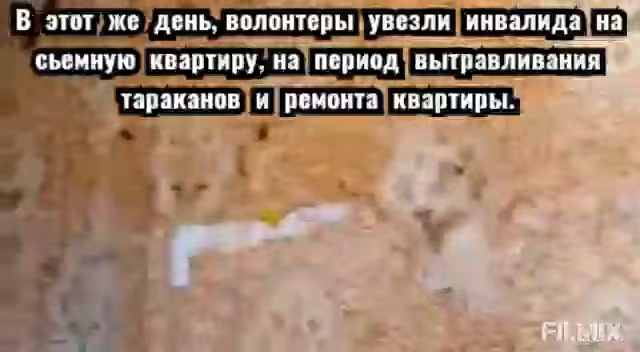 В этот же день, волонтеры увезли инвалида на
сьемную квартиру, на период вытравливания
тараканов и ремонта квартиры.
FILMIX